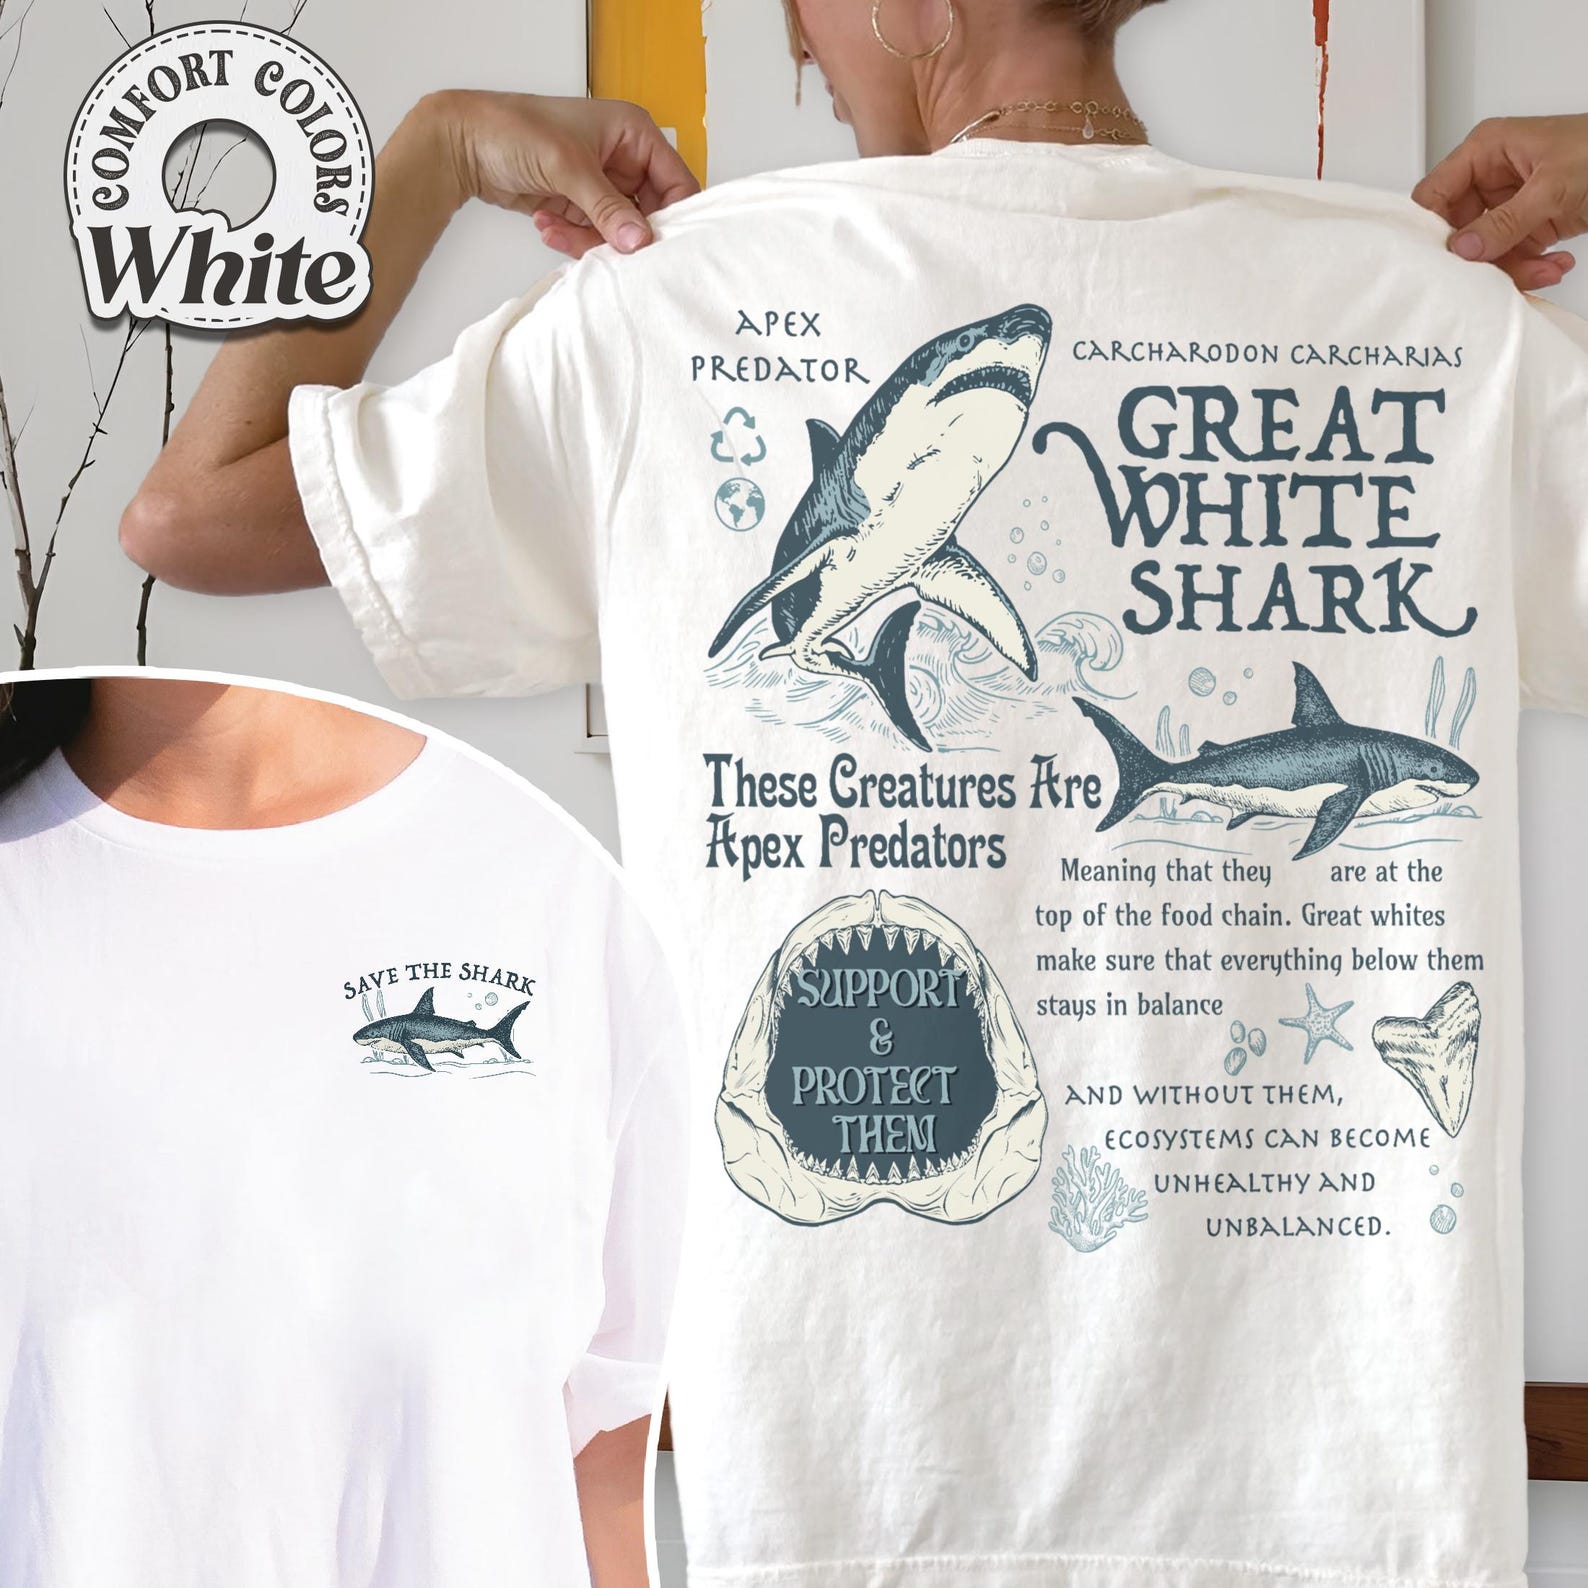 COMFORT COLORS
White
APEX
PREDATOR
CARCHARODON CARCHARIAS
GREAT
WHITE
SHARK
These Creatures Are
Apex Predators
Meaning that they are at the
top of the food chain. Great whites
make sure that everything below them
stays in balance
SUPPORT
&
PROTECT
THEM
AND WITHOUT THEM,
ECOSYSTEMS CAN BECOME
UNHEALTHY AND
UNBALANCED.
SAVE THE SHARK